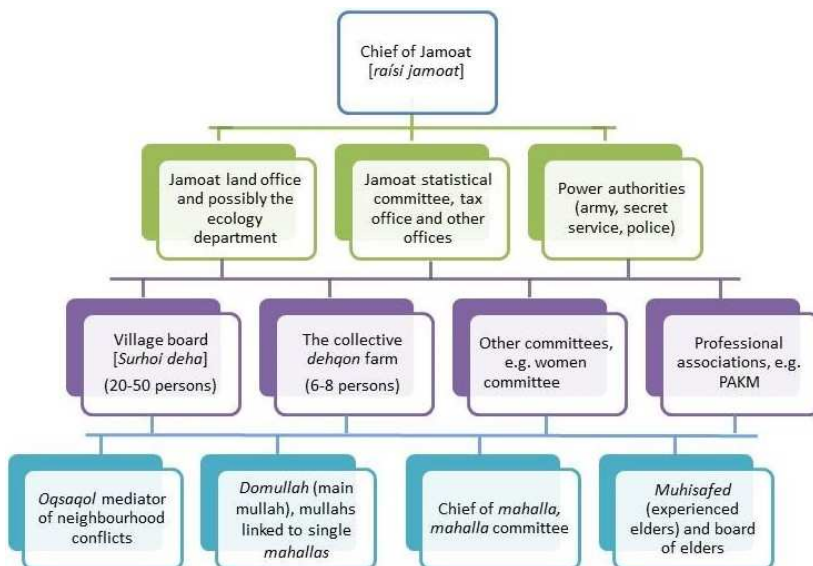 Chief of Jamoat
[raísi jamoat]
Jamoat land office
and possibly the
ecology
department
Jamoat statistical
committee, tax
office and other
offices
Power authorities
(army, secret
service, police)
Village board
[Surhoi deha]
(20-50 persons)
The collective
dehqon farm
(6-8 persons)
Other committees,
e.g. women
committee
Professional
associations, e.g.
PAKM
Oqsaqol mediator
of neighbourhood
conflicts
Domullah (main
mullah), mullahs
linked to single
mahallas
Chief of mahalla,
mahalla committee
Muhisafed
(experienced
elders) and board
of elders